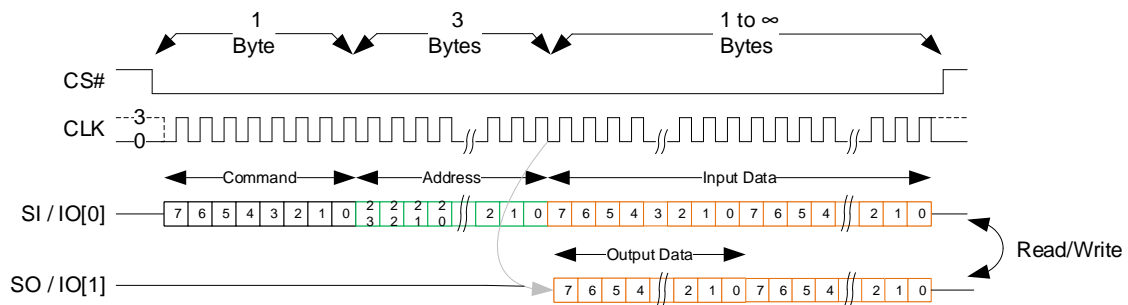 1 Byte 3 Bytes 1 to ∞ Bytes
CS#
CLK 3 0
Command Address Input Data
SI / IO[0] 7 6 5 4 3 2 1 0 23 22 21 20 2 1 0 7 6 5 4 3 2 1 0 7 6 5 4 2 1 0
Read/Write
Output Data
SO / IO[1] 7 6 5 4 2 1 0 7 6 5 4 2 1 0